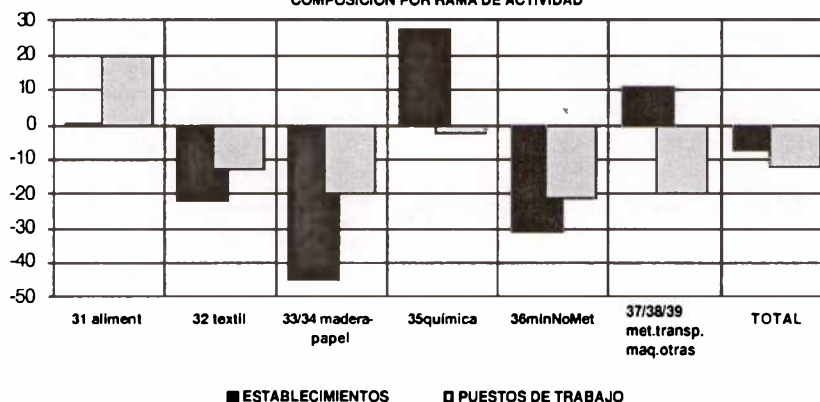 COMPOSICIÓN POR RAMA DE ACTIVIDAD
30
20
10
0
-10
-20
-30
-40
-50
31 aliment
32 textil
33/34 madera-
papel
35química
36minNoMet
37/38/39
met.transp.
maq.otras
TOTAL
ESTABLECIMIENTOS
PUESTOS DE TRABAJO